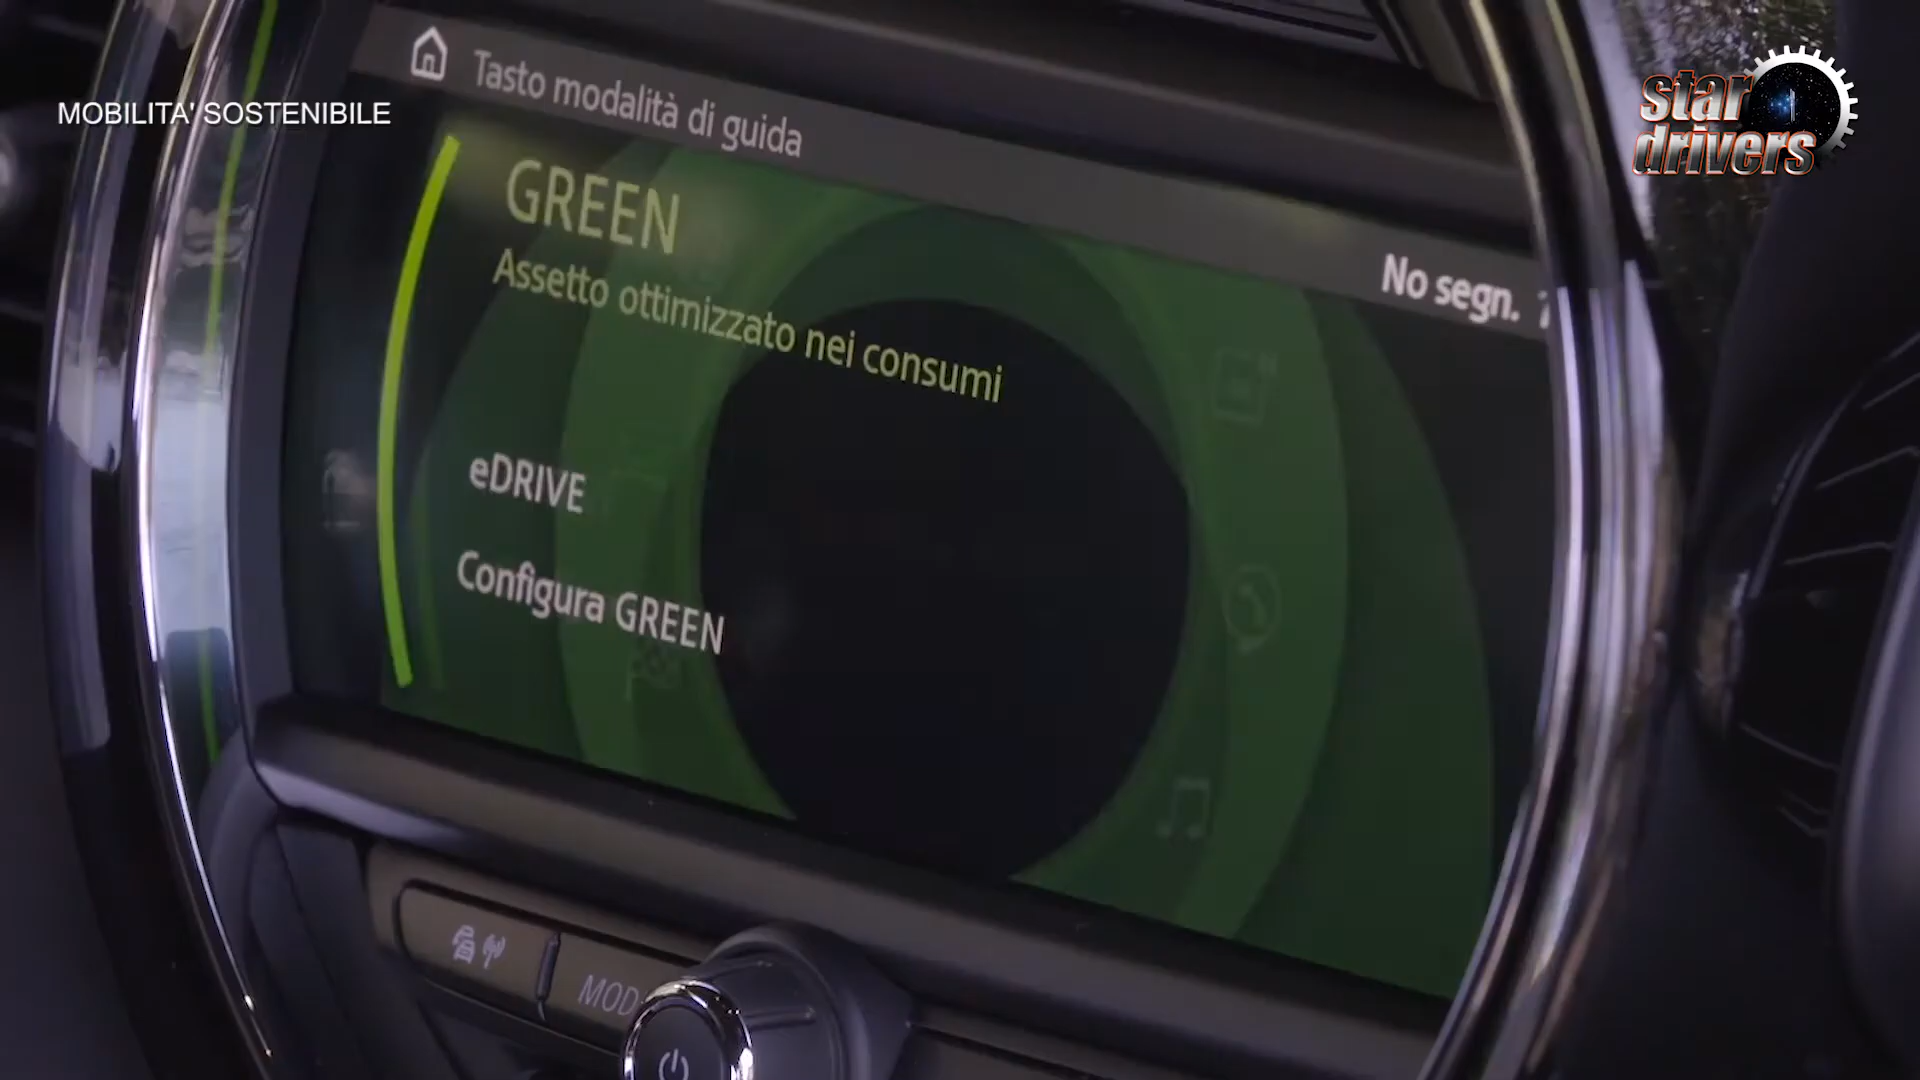 MOBILITA' SOSTENIBILE
star
drivers
Tasto modalità di guida
No segn.
GREEN
Assetto ottimizzato nei consumi
eDRIVE
Configura GREEN